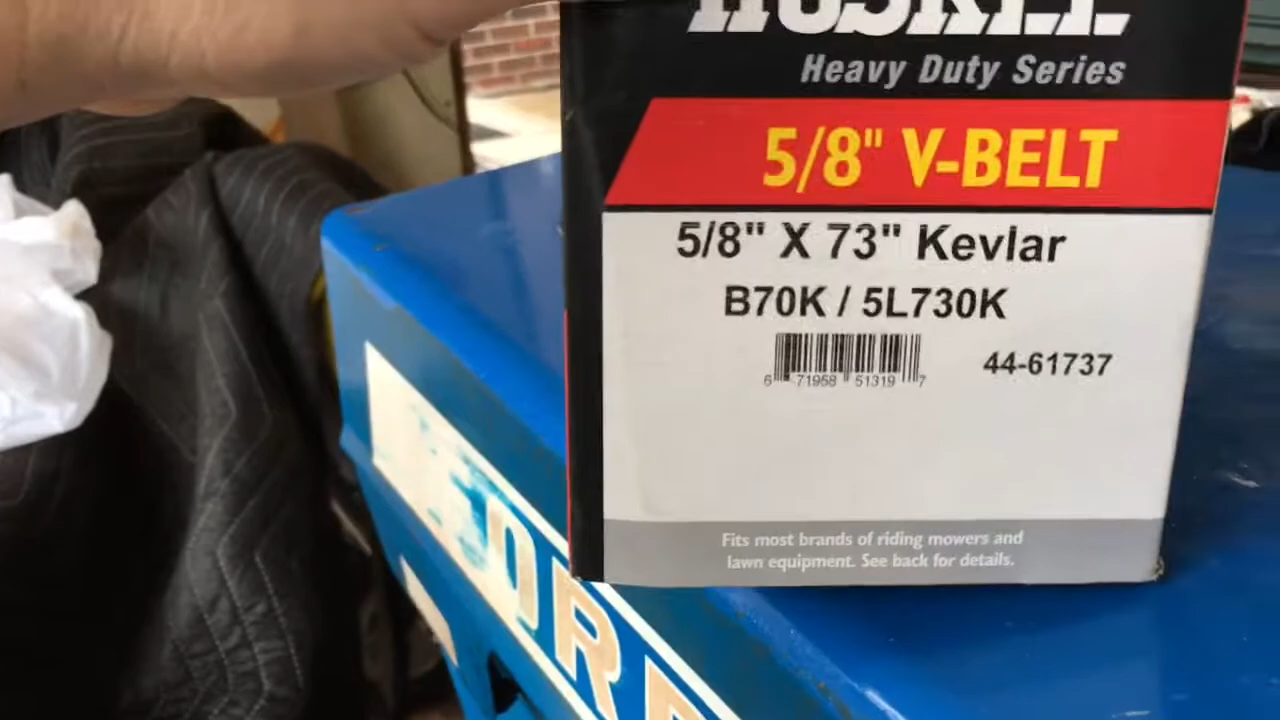 Heavy Duty Series
5/8" V-BELT
5/8" X 73" Kevlar
B70K / 5L730K
44-61737
6 71958 51319 7
Fits most brands of riding mowers and
lawn equipment. See back for details.